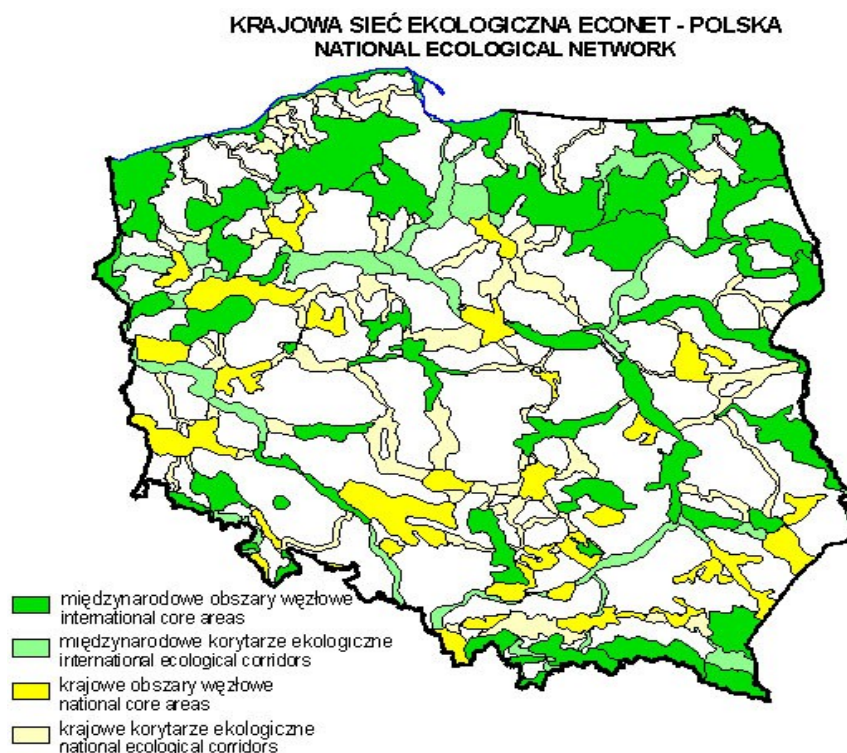 KRAJOWA SIEĆ EKOLOGICZNA ECONET - POLSKA
NATIONAL ECOLOGICAL NETWORK
międzynarodowe obszary węzłowe
international core areas
międzynarodowe korytarze ekologiczne
international ecological corridors
krajowe obszary węzłowe
national core areas
krajowe korytarze ekologiczne
national ecological corridors